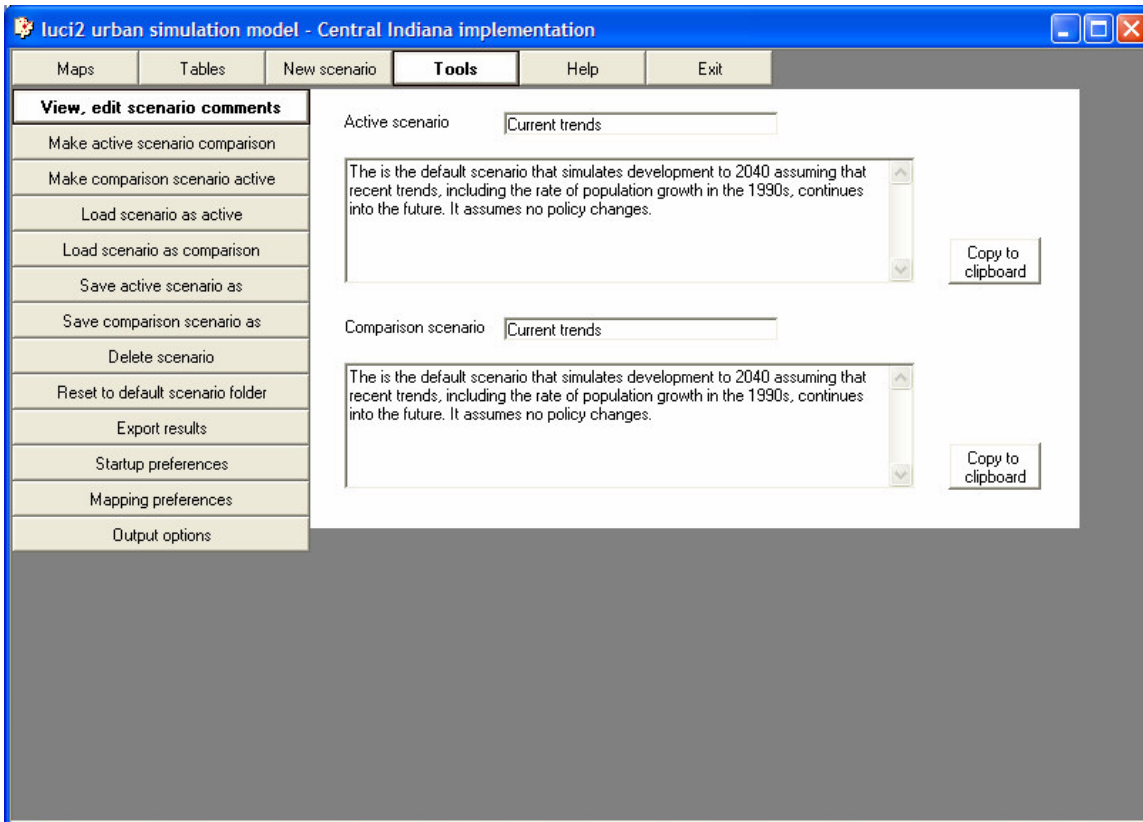 luci2 urban simulation model - Central Indiana implementation
Maps Tables New scenario Tools Help Exit
View, edit scenario comments
Make active scenario comparison
Make comparison scenario active
Load scenario as active
Load scenario as comparison
Save active scenario as
Save comparison scenario as
Delete scenario
Reset to default scenario folder
Export results
Startup preferences
Mapping preferences
Output options
Active scenario Current trends
The is the default scenario that simulates development to 2040 assuming that
recent trends, including the rate of population growth in the 1990s, continues
into the future. It assumes no policy changes.
Copy to
clipboard
Comparison scenario Current trends
The is the default scenario that simulates development to 2040 assuming that
recent trends, including the rate of population growth in the 1990s, continues
into the future. It assumes no policy changes.
Copy to
clipboard